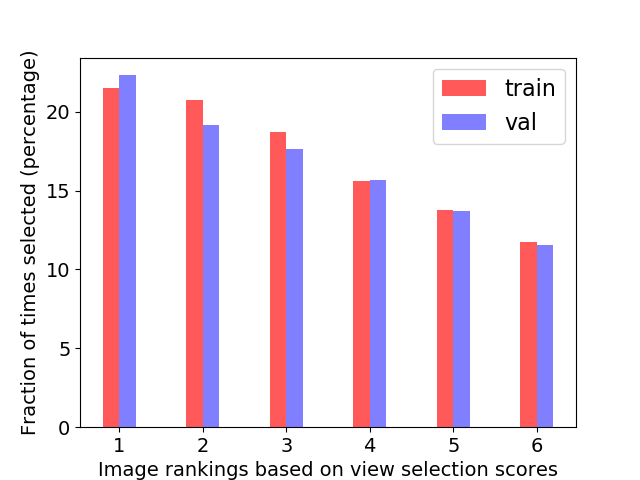 train
val
Fraction of times selected (percentage)
20
15
10
5
0
1 2 3 4 5 6
Image rankings based on view selection scores